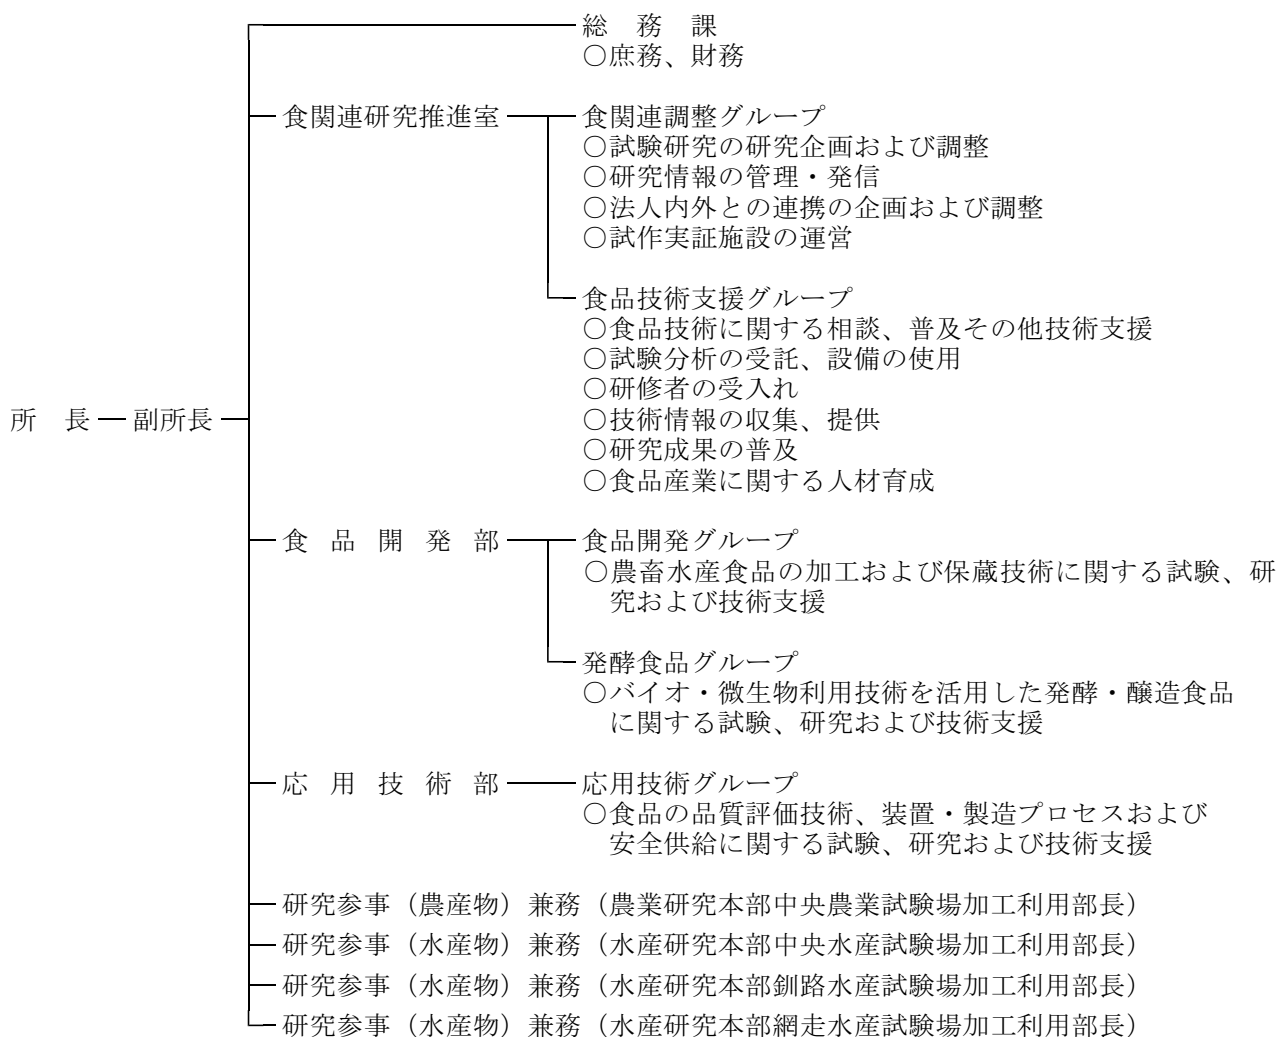 総　務　課
○庶務、財務
食関連研究推進室
食関連調整グループ
○試験研究の研究企画および調整
○研究情報の管理・発信
○法人内外との連携の企画および調整
○試作実証施設の運営
食品技術支援グループ
○食品技術に関する相談、普及その他技術支援
○試験分析の受託、設備の使用
○研修者の受入れ
所　長
副所長
○技術情報の収集、提供
○研究成果の普及
○食品産業に関する人材育成
食　品　開　発　部
食品開発グループ
○農畜水産食品の加工および保蔵技術に関する試験、研
究および技術支援
発酵食品グループ
○バイオ・微生物利用技術を活用した発酵・醸造食品
に関する試験、研究および技術支援
応　用　技　術　部
応用技術グループ
○食品の品質評価技術、装置・製造プロセスおよび
安全供給に関する試験、研究および技術支援
研究参事（農産物）兼務（農業研究本部中央農業試験場加工利用部長）
研究参事（水産物）兼務（水産研究本部中央水産試験場加工利用部長）
研究参事（水産物）兼務（水産研究本部釧路水産試験場加工利用部長）
研究参事（水産物）兼務（水産研究本部網走水産試験場加工利用部長）